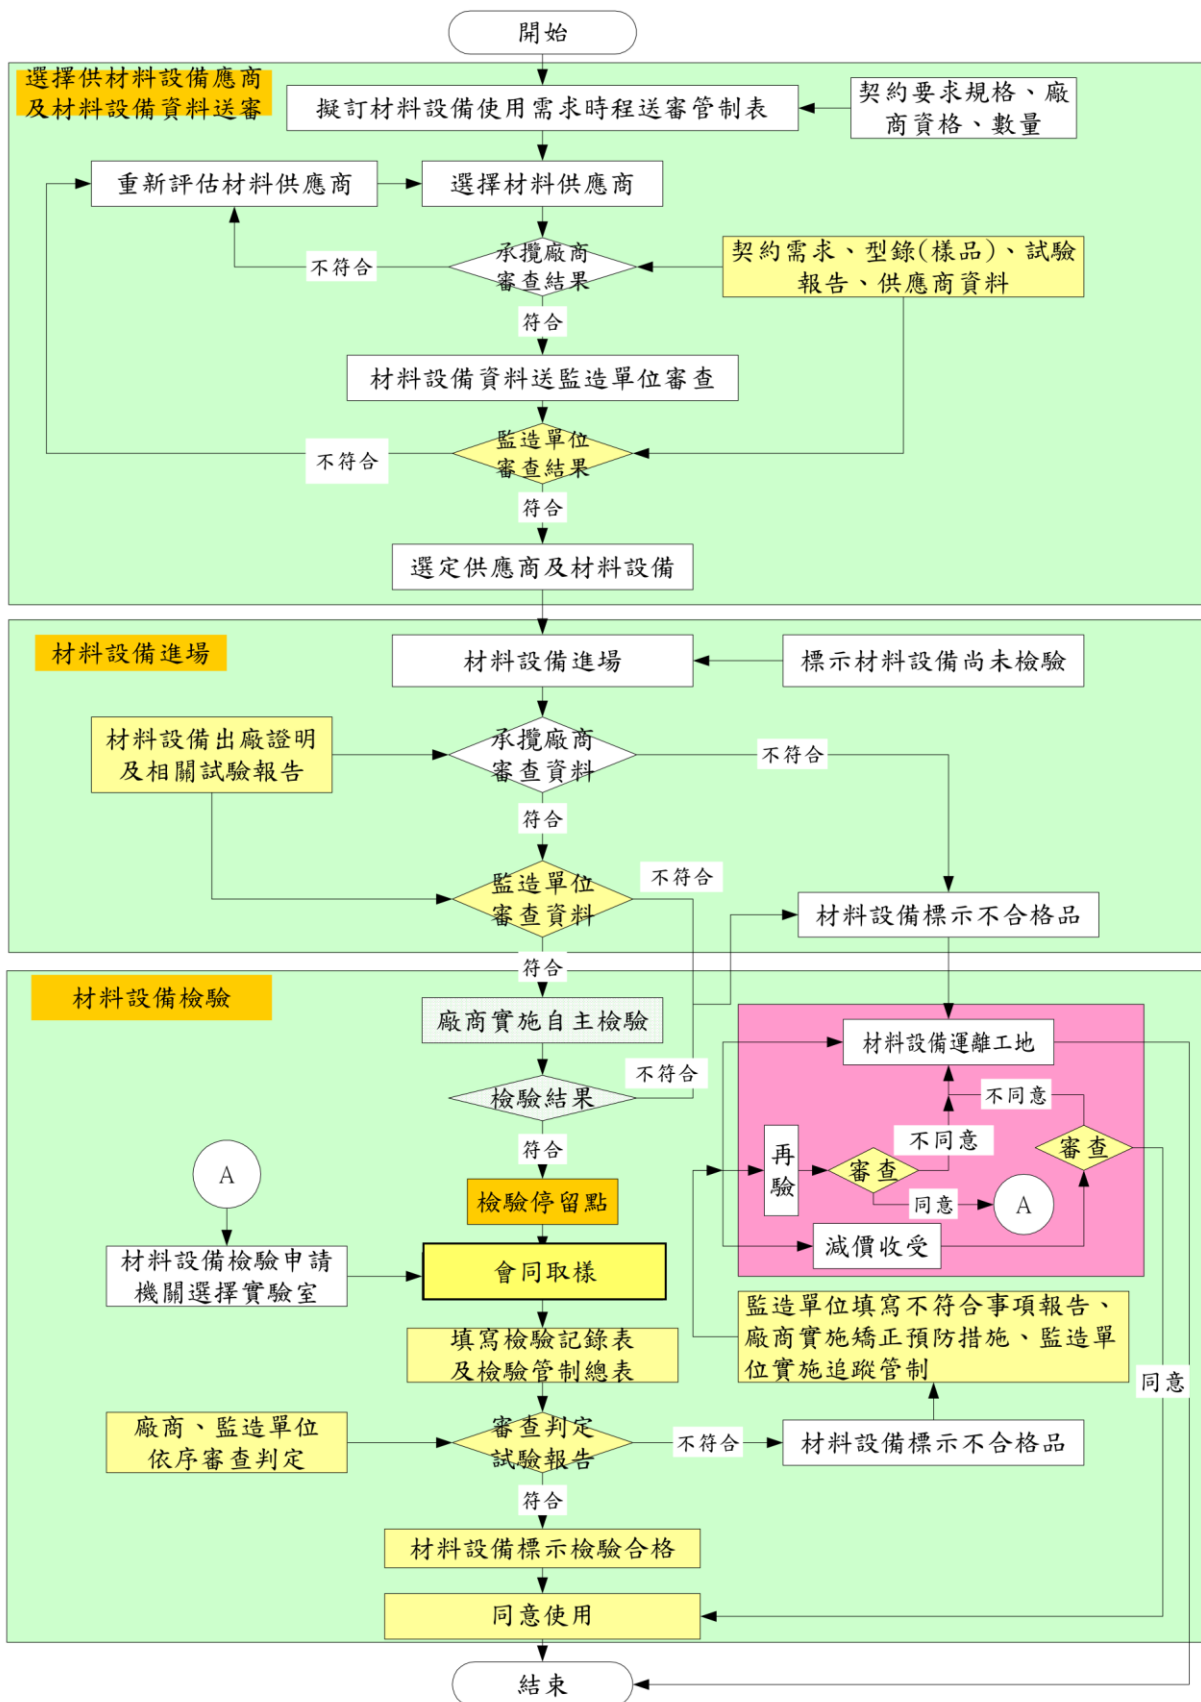 開始
選擇供材料設備應商
及材料設備資料送審
擬訂材料設備使用需求時程送審管制表
契約要求規格、廠
商資格、數量
重新評估材料供應商
選擇材料供應商
承攬廠商
審查結果
不符合
契約需求、型錄(樣品)、試驗
報告、供應商資料
符合
材料設備資料送監造單位審查
監造單位
審查結果
不符合
符合
選定供應商及材料設備
材料設備進場
材料設備進場
標示材料設備尚未檢驗
材料設備出廠證明
及相關試驗報告
承攬廠商
審查資料
不符合
符合
監造單位
審查資料
不符合
材料設備標示不合格品
符合
材料設備檢驗
廠商實施自主檢驗
材料設備運離工地
檢驗結果
不符合
不同意
不同意
審查
再
驗
審查
符合
A
同意
A
檢驗停留點
減價收受
材料設備檢驗申請
機關選擇實驗室
會同取樣
監造單位填寫不符合事項報告、
廠商實施矯正預防措施、監造單
位實施追蹤管制
填寫檢驗記錄表
及檢驗管制總表
同意
廠商、監造單位
依序審查判定
審查判定
試驗報告
不符合
材料設備標示不合格品
符合
材料設備標示檢驗合格
同意使用
結束